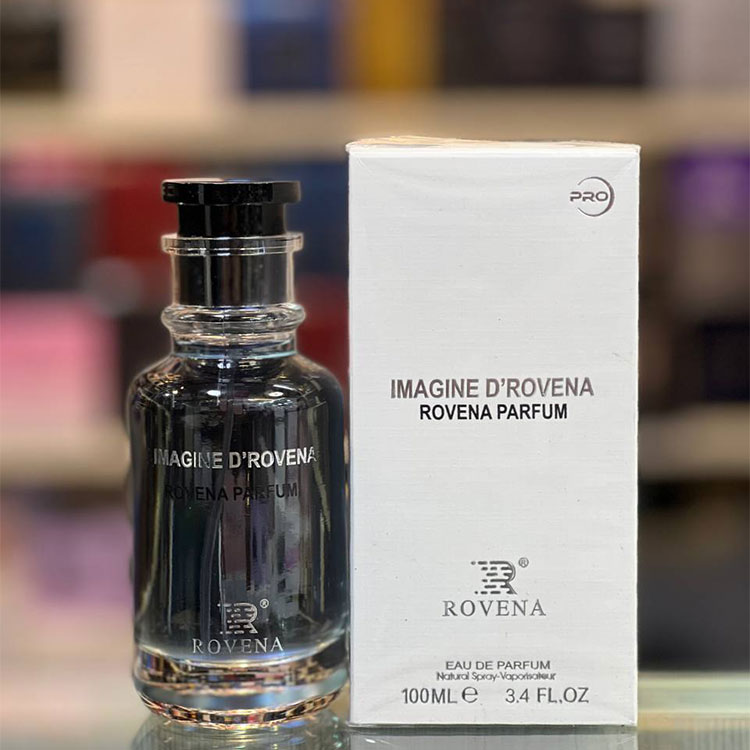 IMAGINE D'ROVENA
ROVENA PARFUM
R®
ROVENA
PRO
IMAGINE D'ROVENA
ROVENA PARFUM
R®
ROVENA
EAU DE PARFUM
Natural Spray-Vaporisateur
100ML e 3.4 FL,OZ